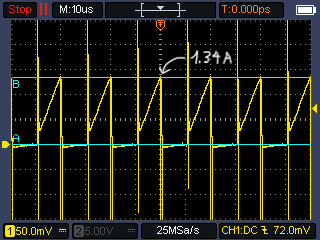 Stop M:10us T:0.000ps
T
1.34A
B
A
1 50.0mV 2 5.00V 25MSa/s CH1:DC 72.0mV